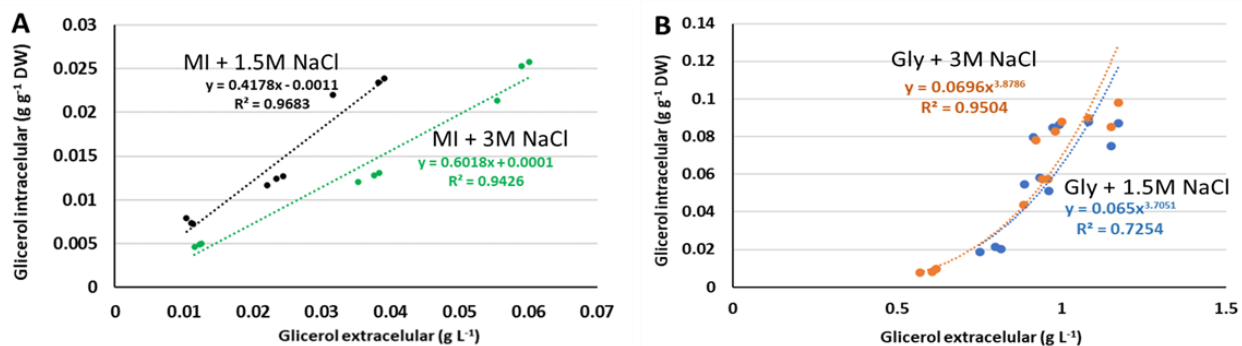 A
Glicerol intracelular (g g⁻¹ DW)
0.03
0.025
0.02
0.015
0.01
0.005
0
MI + 1.5M NaCl
y = 0.4178x - 0.0011
R² = 0.9683
MI + 3M NaCl
y = 0.6018x + 0.0001
R² = 0.9426
0 0.01 0.02 0.03 0.04 0.05 0.06 0.07
Glicerol extracelular (g L⁻¹)
B
Glicerol intracelular (g g⁻¹ DW)
0.14
0.12
0.1
0.08
0.06
0.04
0.02
0
Gly + 3M NaCl
y = 0.0696x³·⁸⁷⁸⁶
R² = 0.9504
Gly + 1.5M NaCl
y = 0.065x³·⁷⁰⁵¹
R² = 0.7254
0 0.5 1 1.5
Glicerol extracelular (g L⁻¹)